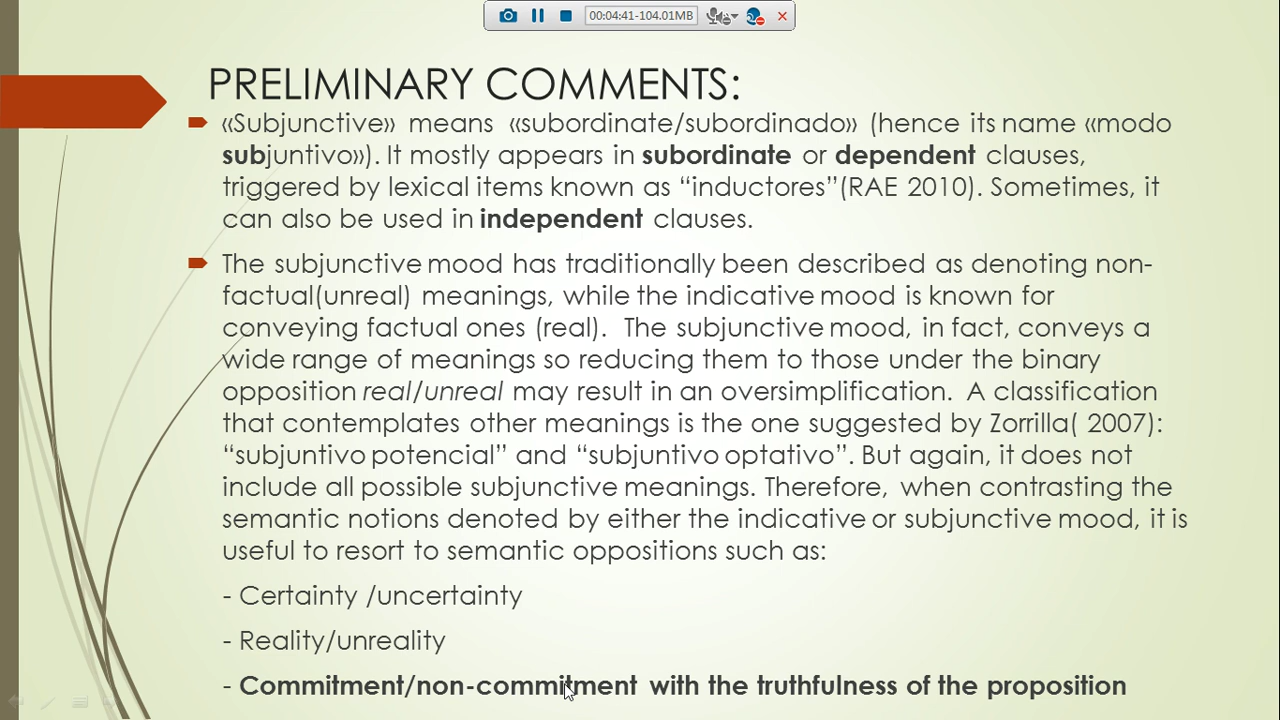 00:04:41-104.01MB
PRELIMINARY COMMENTS:
«Subjunctive» means «subordinate/subordinado» (hence its name «modo
subjuntivo»). It mostly appears in subordinate or dependent clauses,
triggered by lexical items known as “inductores”(RAE 2010). Sometimes, it
can also be used in independent clauses.
The subjunctive mood has traditionally been described as denoting non-
factual(unreal) meanings, while the indicative mood is known for
conveying factual ones (real). The subjunctive mood, in fact, conveys a
wide range of meanings so reducing them to those under the binary
opposition real/unreal may result in an oversimplification. A classification
that contemplates other meanings is the one suggested by Zorrilla( 2007):
“subjuntivo potencial” and “subjuntivo optativo”. But again, it does not
include all possible subjunctive meanings. Therefore, when contrasting the
semantic notions denoted by either the indicative or subjunctive mood, it is
useful to resort to semantic oppositions such as:
- Certainty /uncertainty
- Reality/unreality
- Commitment/non-commitment with the truthfulness of the proposition